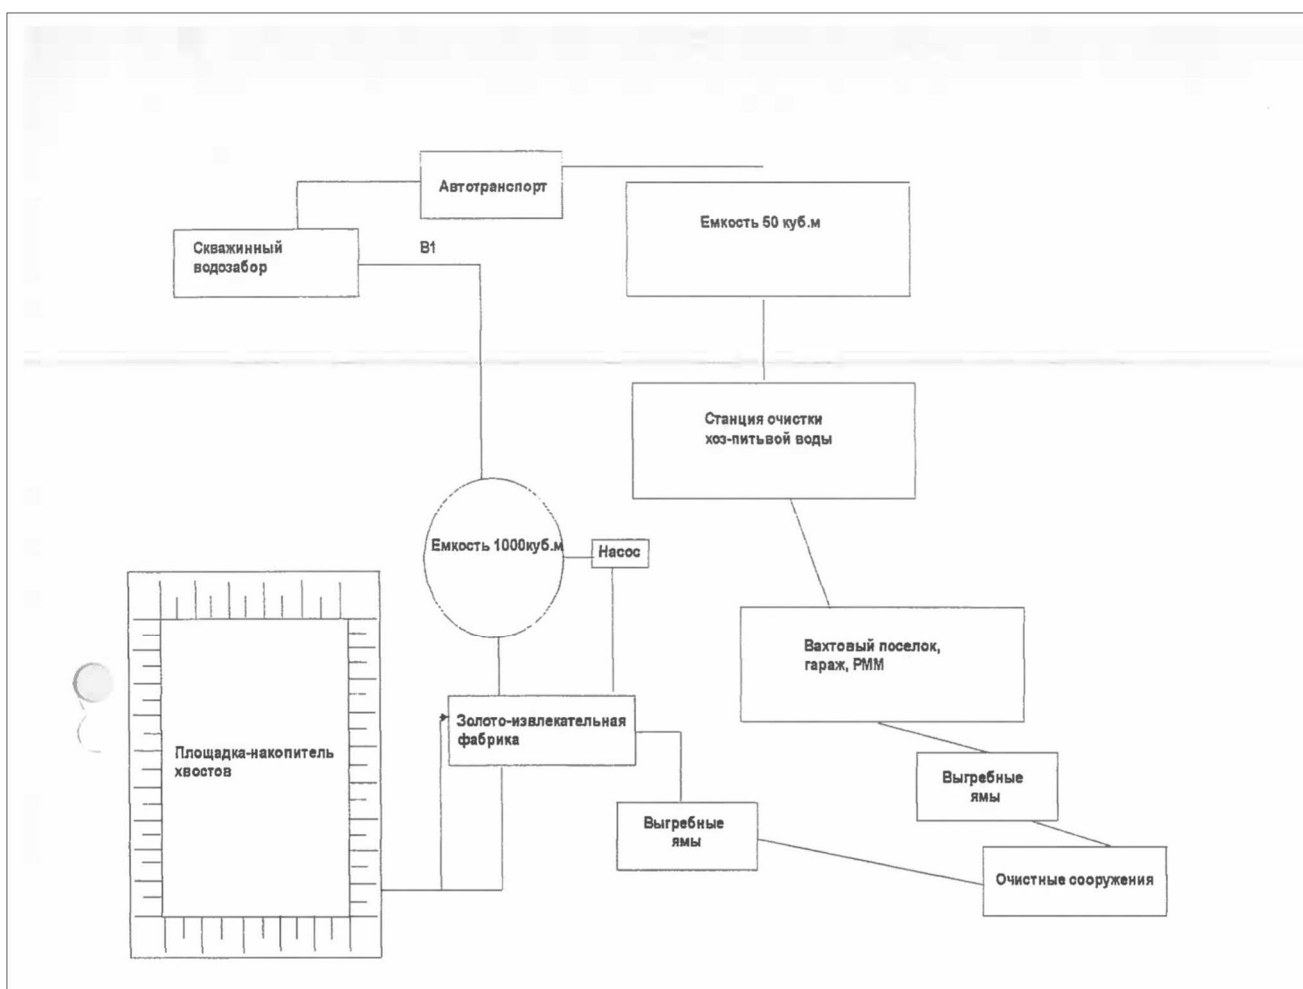 Автотранспорт
Емкость 50 куб.м
Скважинный
водозабор
В1
Станция очистки
хоз-питьвой воды
Емкость 1000куб.м
Насос
Вахтовый поселок,
гараж, РММ
Золото-извлекательная
фабрика
Площадка-накопитель
хвостов
Выгребные
ямы
Выгребные
ямы
Очистные сооружения